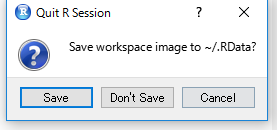 Quit R Session
Save workspace image to ~/.RData?
Save Don't Save Cancel